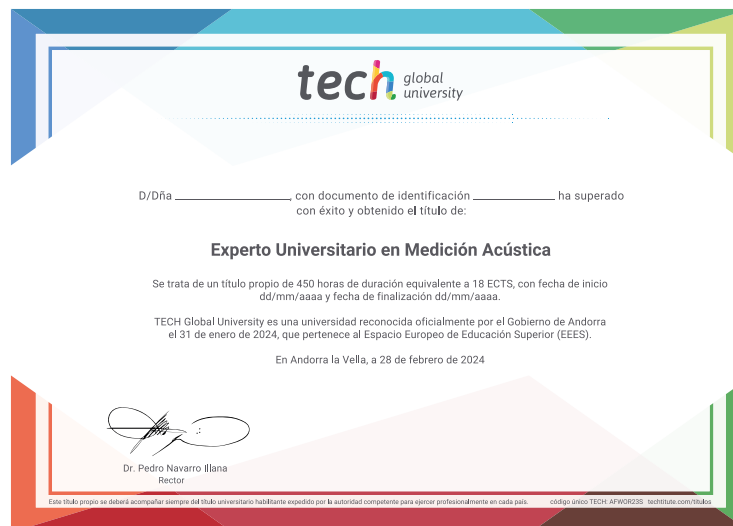 tech global university
D/Dña ____________________, con documento de identificación ______________ ha superado
con éxito y obtenido el título de:
Experto Universitario en Medición Acústica
Se trata de un título propio de 450 horas de duración equivalente a 18 ECTS, con fecha de inicio
dd/mm/aaaa y fecha de finalización dd/mm/aaaa.
TECH Global University es una universidad reconocida oficialmente por el Gobierno de Andorra
el 31 de enero de 2024, que pertenece al Espacio Europeo de Educación Superior (EEES).
En Andorra la Vella, a 28 de febrero de 2024
Dr. Pedro Navarro Illana
Rector
Este título propio se deberá acompañar siempre del título universitario habilitante expedido por la autoridad competente para ejercer profesionalmente en cada país. código único TECH: AFWOR23S techtitute.com/titulos